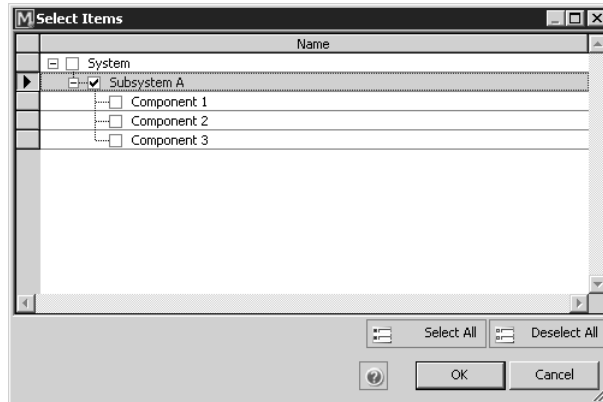 Select Items
Name
System
Subsystem A
Component 1
Component 2
Component 3
Select All Deselect All
OK Cancel